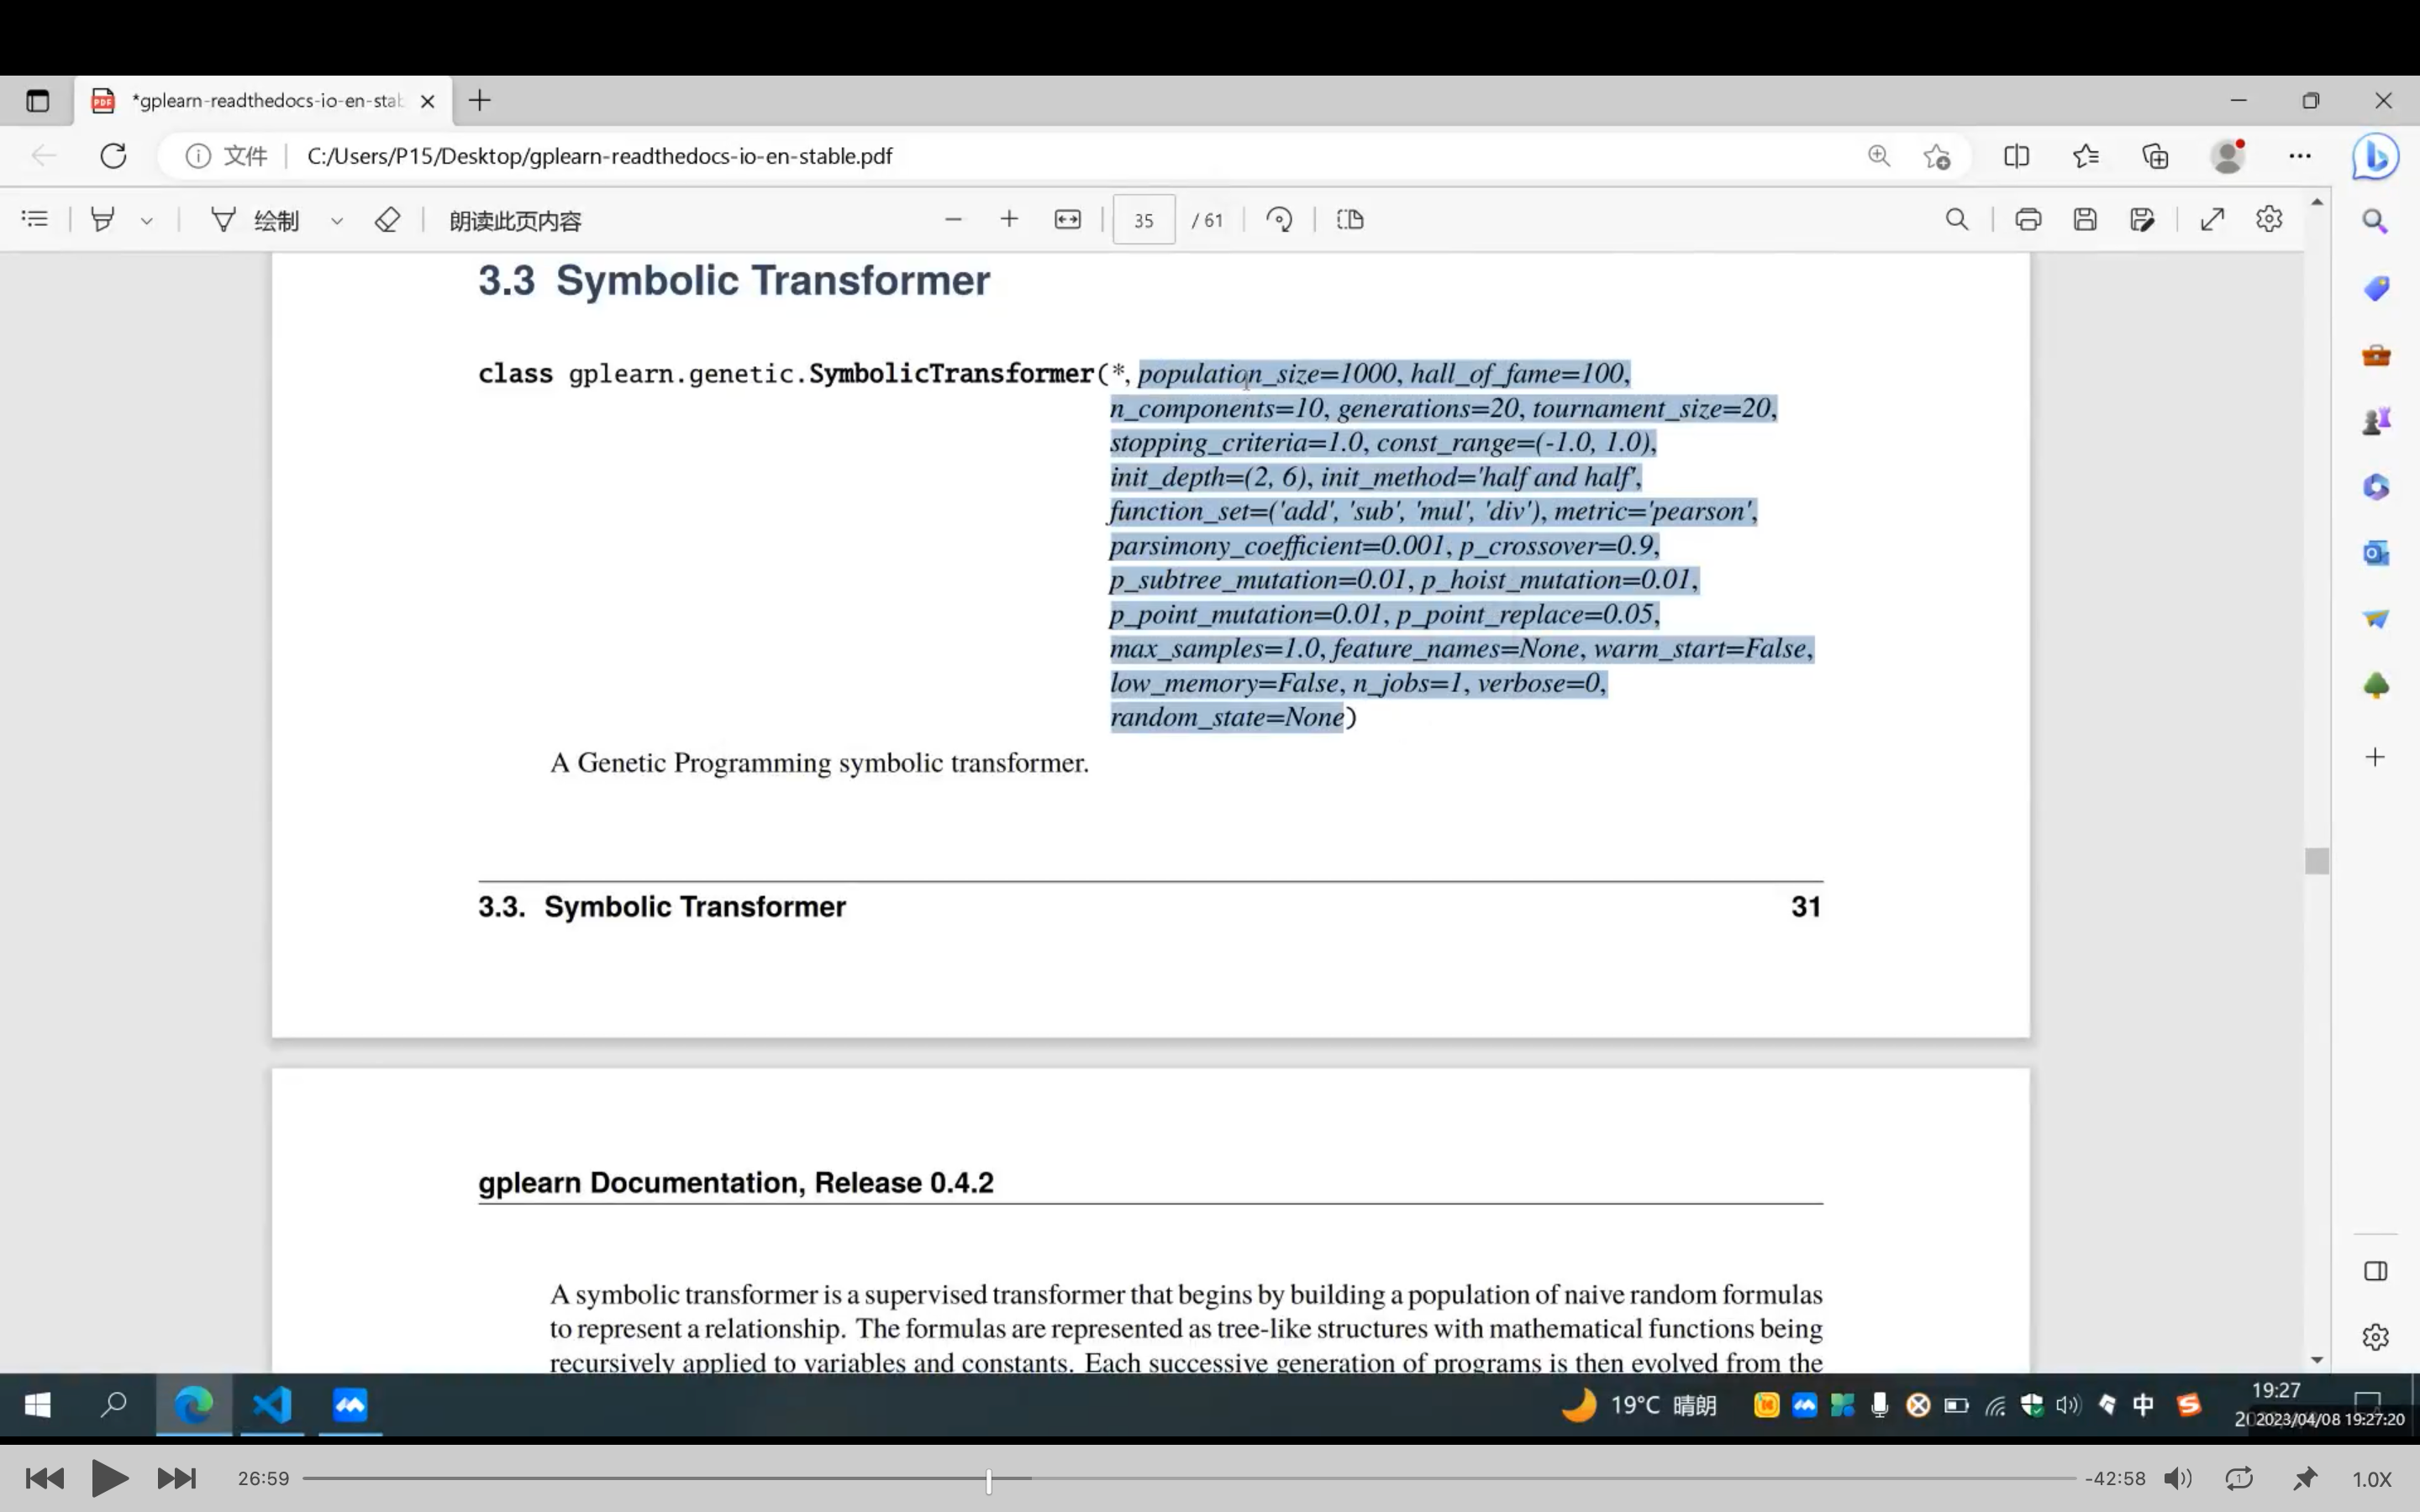 *gplearn-readthedocs-io-en-stab
文件 C:/Users/P15/Desktop/gplearn-readthedocs-io-en-stable.pdf
绘制 朗读此页内容 35 / 61
3.3 Symbolic Transformer
class gplearn.genetic.SymbolicTransformer(*, population_size=1000, hall_of_fame=100,
n_components=10, generations=20, tournament_size=20,
stopping_criteria=1.0, const_range=(-1.0, 1.0),
init_depth=(2, 6), init_method='half and half',
function_set=('add', 'sub', 'mul', 'div'), metric='pearson',
parsimony_coefficient=0.001, p_crossover=0.9,
p_subtree_mutation=0.01, p_hoist_mutation=0.01,
p_point_mutation=0.01, p_point_replace=0.05,
max_samples=1.0, feature_names=None, warm_start=False,
low_memory=False, n_jobs=1, verbose=0,
random_state=None)
A Genetic Programming symbolic transformer.
3.3. Symbolic Transformer 31
gplearn Documentation, Release 0.4.2
A symbolic transformer is a supervised transformer that begins by building a population of naive random formulas
to represent a relationship. The formulas are represented as tree-like structures with mathematical functions being
recursively applied to variables and constants. Each successive generation of programs is then evolved from the
19°C 晴朗 中 19:27
2023/04/08 19:27:20
26:59 -42:58 1.0X